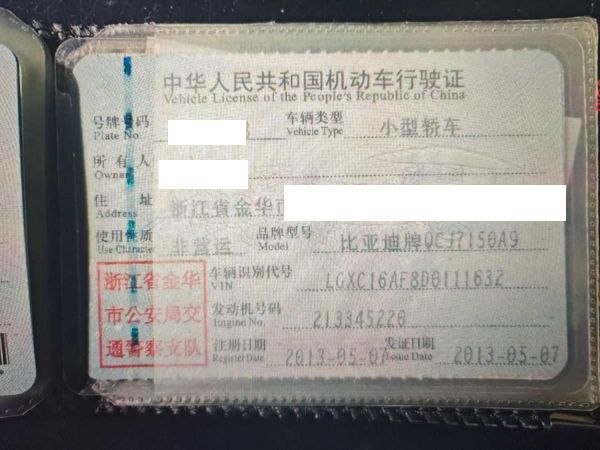 中华人民共和国机动车行驶证
Vehicle License of the People's Republic of China
号牌号码 车辆类型 小型轿车
Plate No. Vehicle Type
所有人
Owner
住址 浙江省金华市
Address
使用性质 非营运 品牌型号 比亚迪牌QCJ7150A9
Use Character Model
浙江省金华 车辆识别代号 LGXC16AF8D0111632
VIN
市公安局交 发动机号码 213345220
Engine No.
通警察支队 注册日期 2013-05-07 发证日期 2013-05-07
Register Date Issue Date